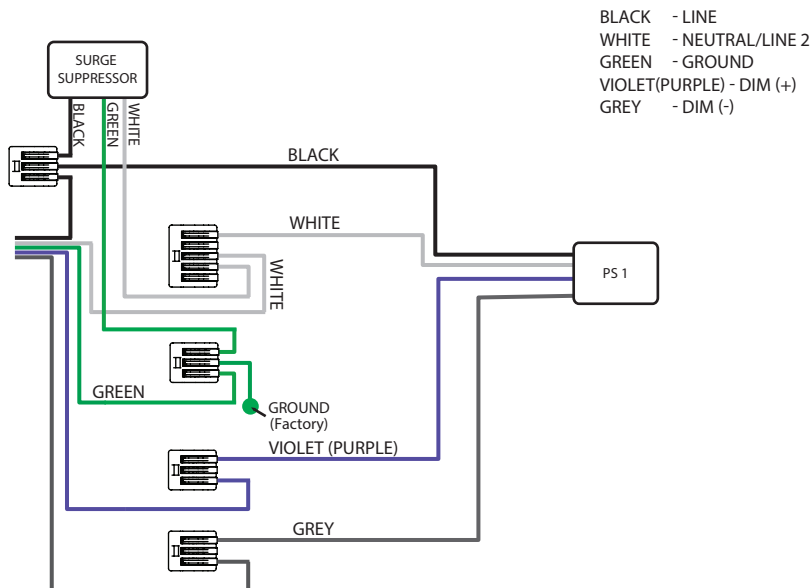 BLACK - LINE
WHITE - NEUTRAL/LINE 2
GREEN - GROUND
VIOLET(PURPLE) - DIM (+)
GREY - DIM (-)
SURGE
SUPPRESSOR
BLACK
GREEN
WHITE
BLACK
WHITE
WHITE
PS 1
GREEN
GROUND
(Factory)
VIOLET (PURPLE)
GREY